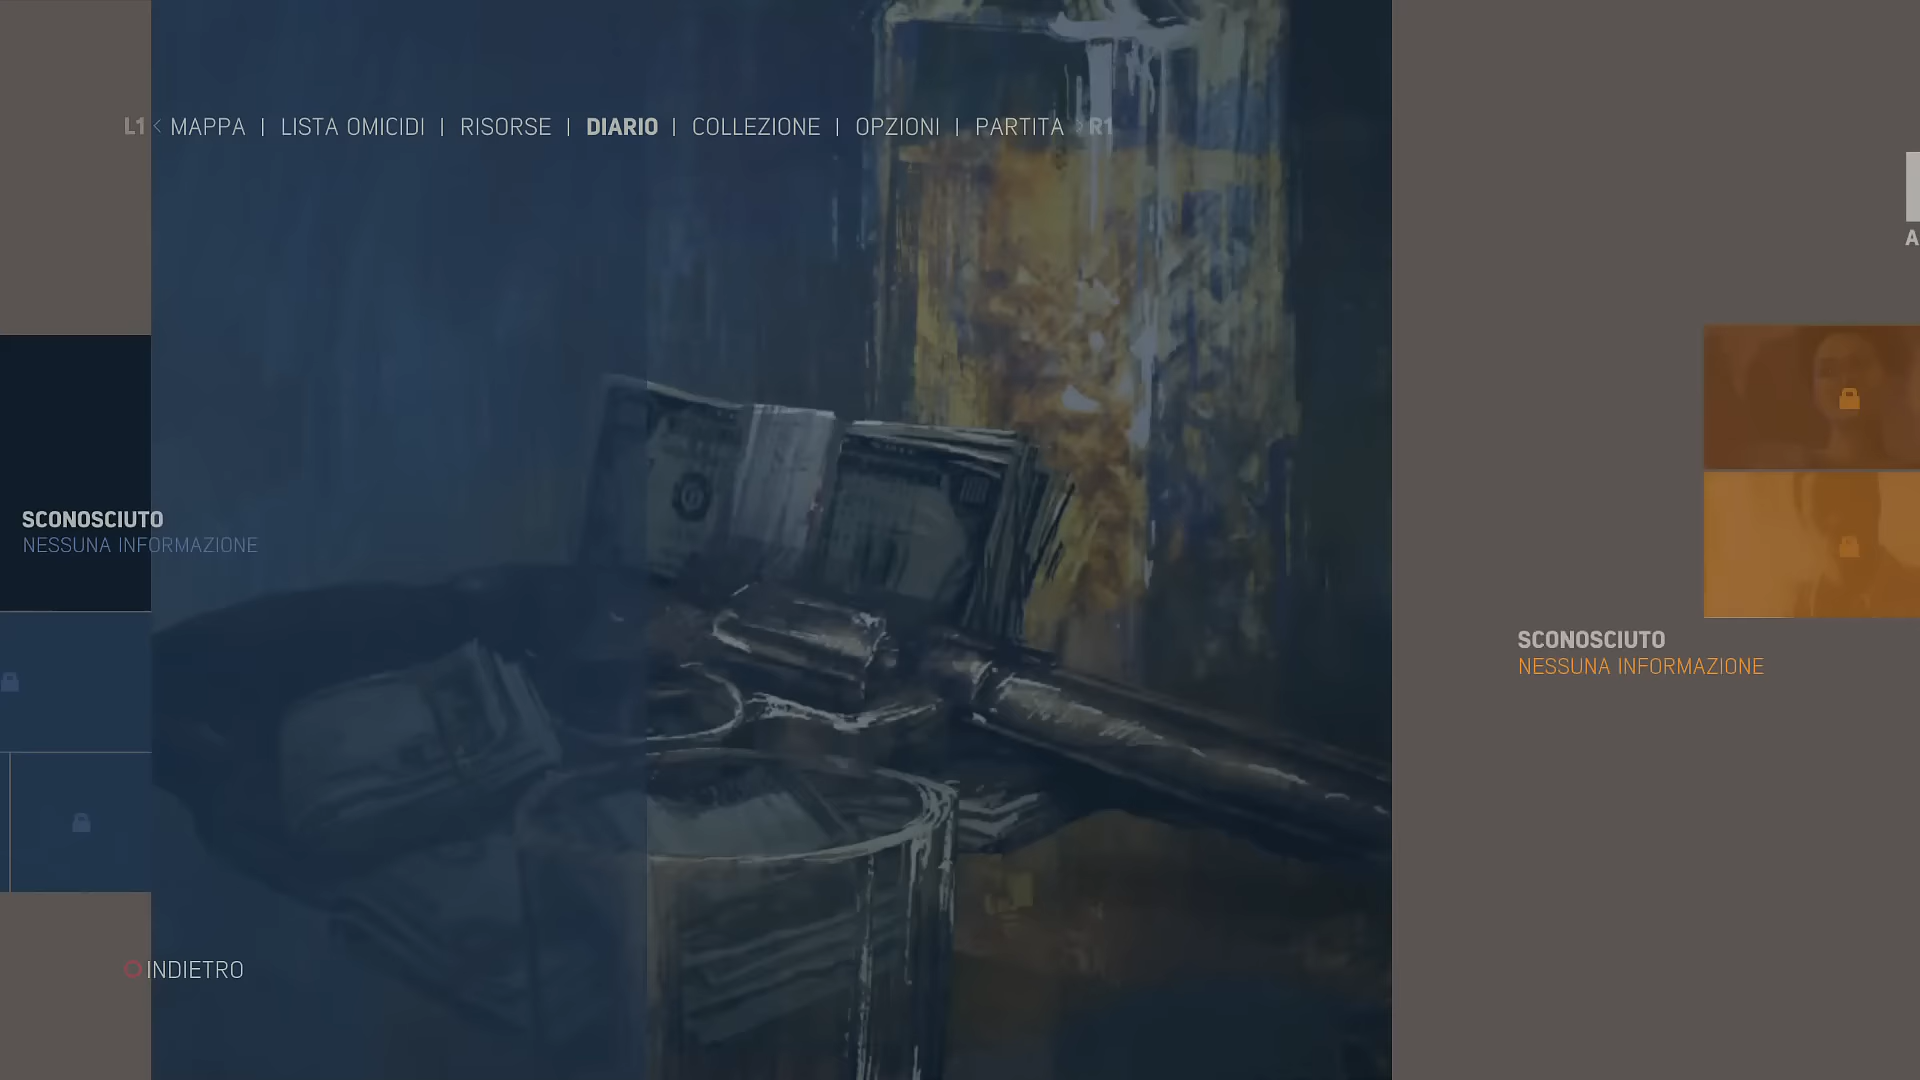 L1 < MAPPA | LISTA OMICIDI | RISORSE | DIARIO | COLLEZIONE | OPZIONI | PARTITA > R1
A
SCONOSCIUTO
NESSUNA INFORMAZIONE
SCONOSCIUTO
NESSUNA INFORMAZIONE
INDIETRO